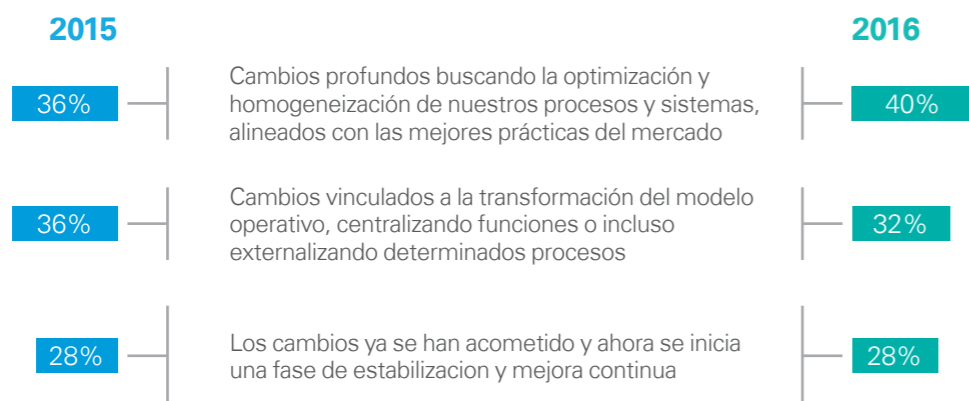 2015
2016
36%
Cambios profundos buscando la optimización y
homogeneización de nuestros procesos y sistemas,
alineados con las mejores prácticas del mercado
40%
36%
Cambios vinculados a la transformación del modelo
operativo, centralizando funciones o incluso
externalizando determinados procesos
32%
28%
Los cambios ya se han acometido y ahora se inicia
una fase de estabilizacion y mejora continua
28%